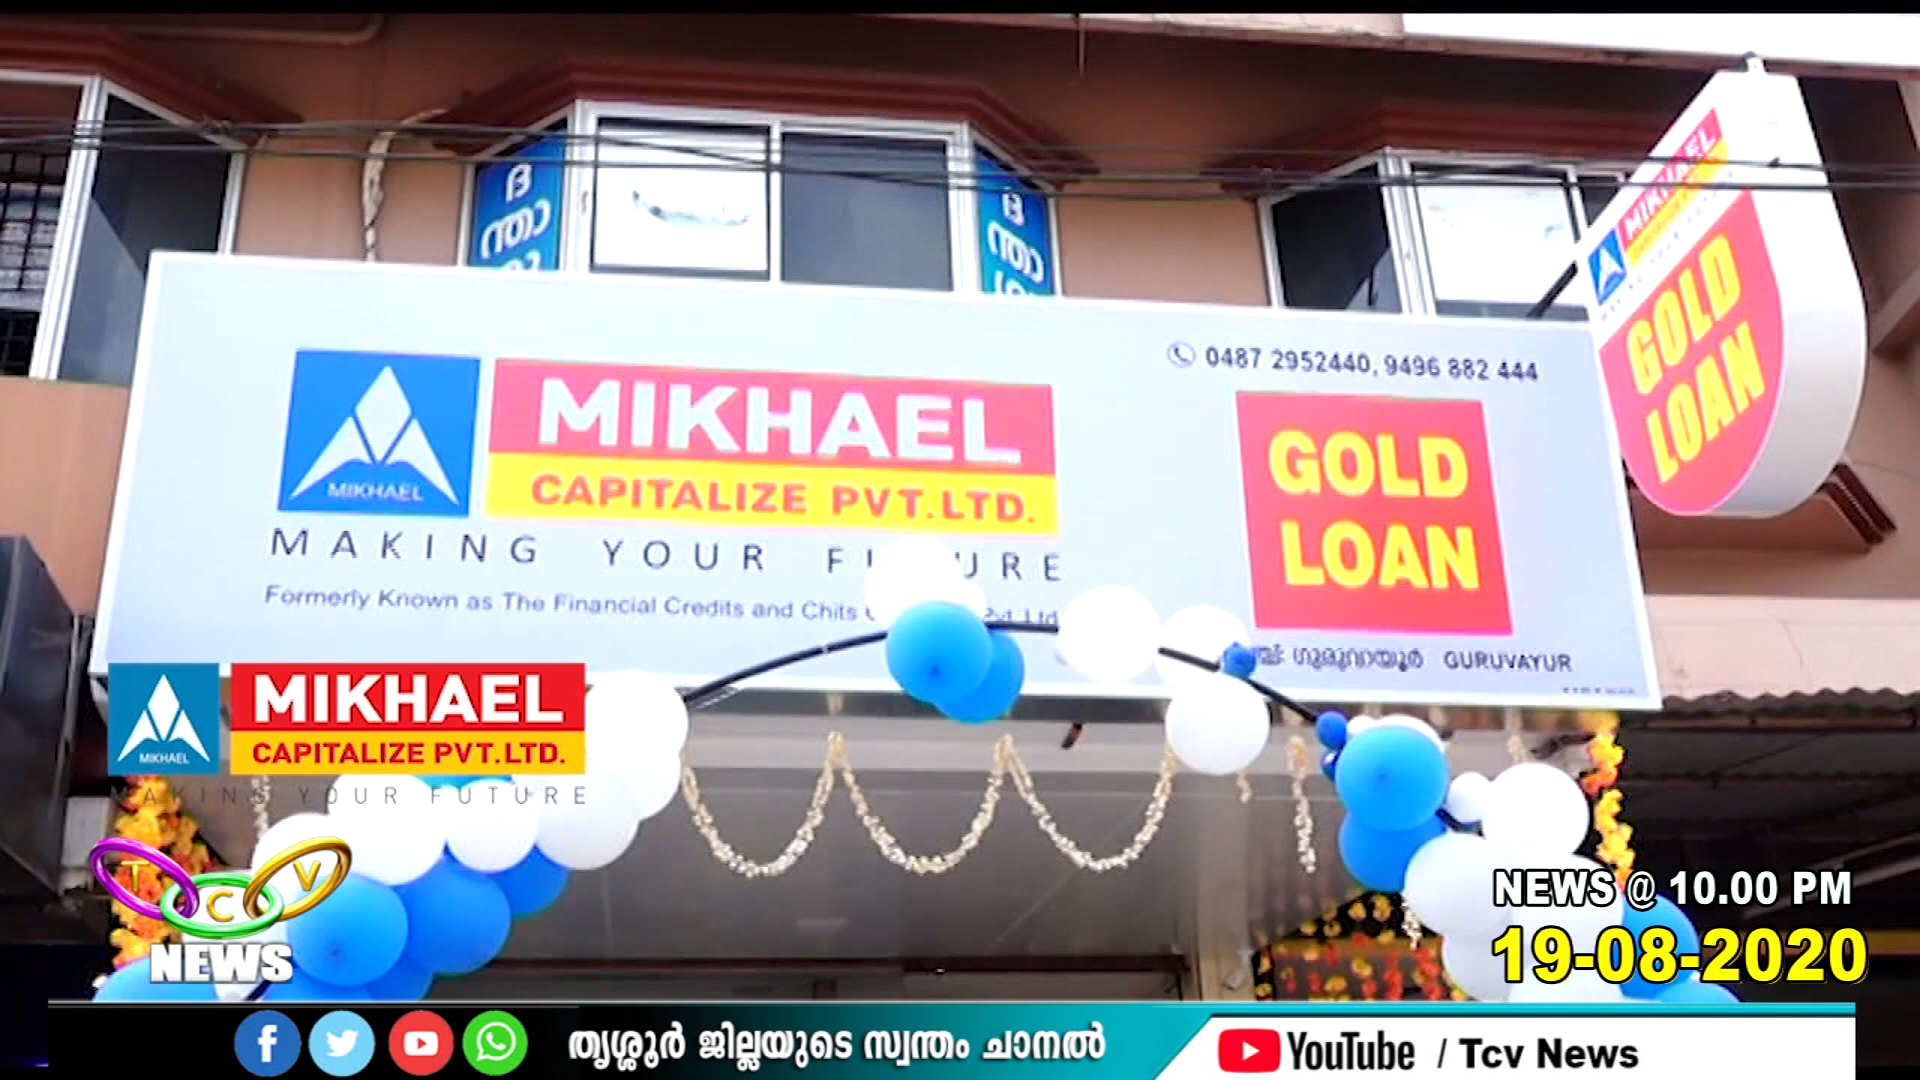 ദ
ന്താ
ദ
ന്താ
MIKHAEL
GOLD
LOAN
0487 2952440, 9496 882 444
MIKHAEL
MIKHAEL
CAPITALIZE PVT.LTD.
MAKING YOUR
GOLD
LOAN
Formerly Known as The Financial Credits and Chits Pvt. Ltd
ഗുരുവായൂർ GURUVAYUR
MIKHAEL
MIKHAEL
CAPITALIZE PVT.LTD.
MAKING YOUR FUTURE
T C V
NEWS
NEWS @ 10.00 PM
19-08-2020
തൃശ്ശൂർ ജില്ലയുടെ സ്വന്തം ചാനൽ
YouTube / Tcv News